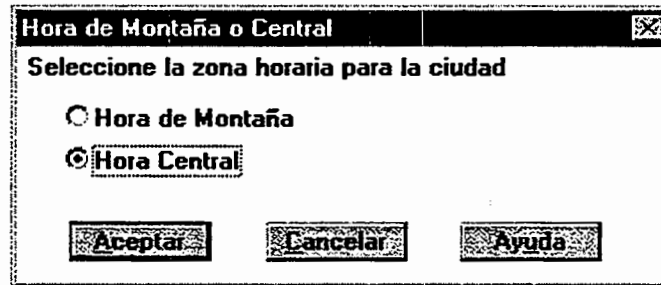 Hora de Montaña o Central
Seleccione la zona horaria para la ciudad
Hora de Montaña
Hora Central
Aceptar Cancelar Ayuda